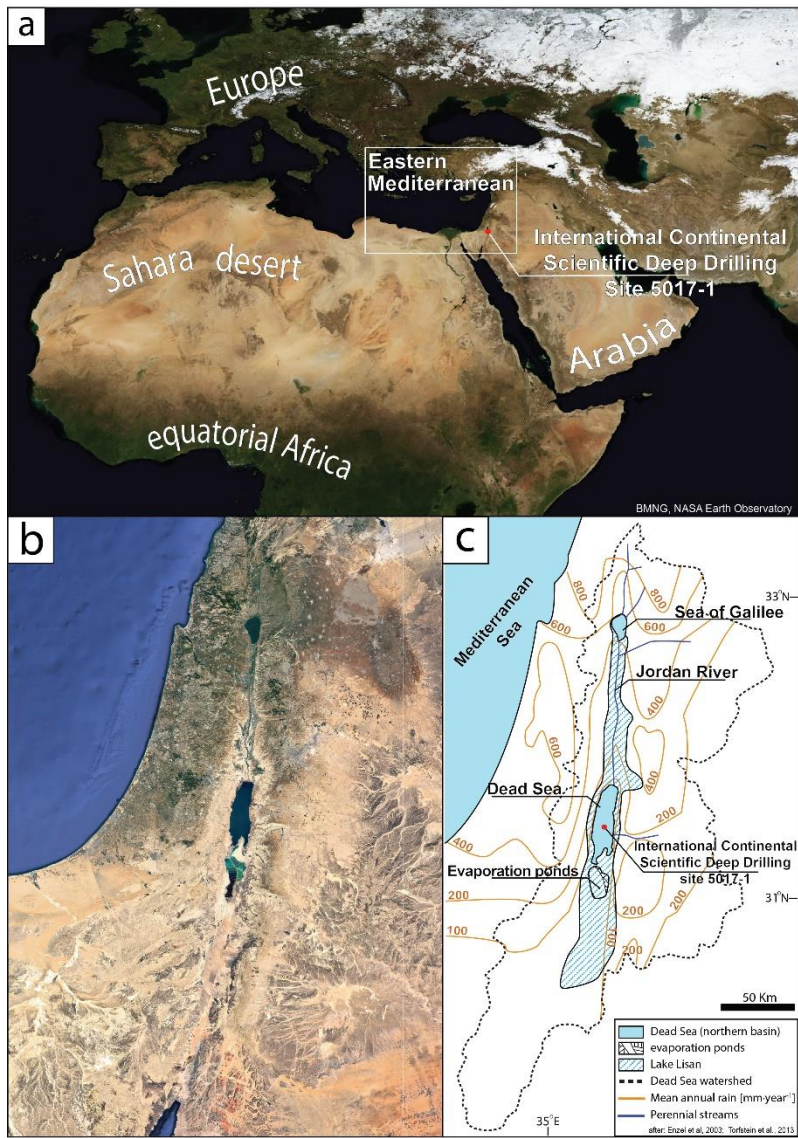 a
Europe
Eastern
Mediterranean
International Continental
Scientific Deep Drilling
Site 5017-1
Sahara desert
Arabia
equatorial Africa
BMNG, NASA Earth Observatory
b
c
33°N
800
800
600
600
Sea of Galilee
Mediterranean
Sea
Jordan River
400
600
400
Dead Sea
200
400
International Continental
Scientific Deep Drilling
site 5017-1
Evaporation ponds
31°N
200
200
200
100
100
200
50 Km
Dead Sea (northern basin)
evaporation ponds
Lake Lisan
Dead Sea watershed
Mean annual rain [mm·year⁻¹]
Perennial streams
after: Enzel et al, 2003; Torfstein et al., 2013
35°E